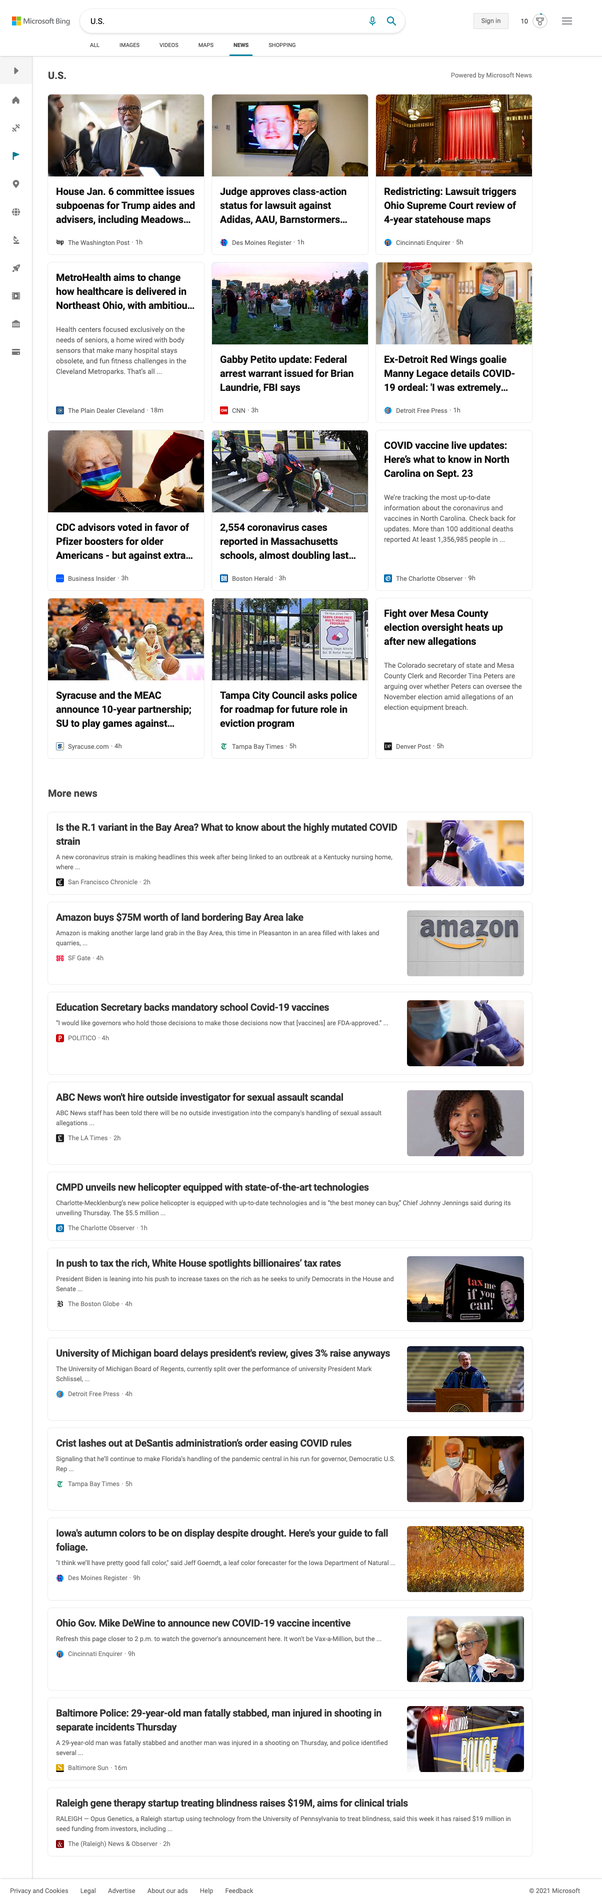 Microsoft Bing
U.S.
Sign in
10
ALL
IMAGES
VIDEOS
MAPS
NEWS
SHOPPING
U.S.
Powered by Microsoft News
House Jan. 6 committee issues
subpoenas for Trump aides and
advisers, including Meadows...
The Washington Post · 1h
Judge approves class-action
status for lawsuit against
Adidas, AAU, Barnstormers...
Des Moines Register · 1h
Redistricting: Lawsuit triggers
Ohio Supreme Court review of
4-year statehouse maps
Cincinnati Enquirer · 5h
MetroHealth aims to change
how healthcare is delivered in
Northeast Ohio, with ambitiou...
Health centers focused exclusively on the
needs of seniors, a home wired with body
sensors that make many hospital stays
obsolete, and fun fitness challenges in the
Cleveland Metroparks. That's all ...
The Plain Dealer Cleveland · 18m
Gabby Petito update: Federal
arrest warrant issued for Brian
Laundrie, FBI says
CNN · 3h
Ex-Detroit Red Wings goalie
Manny Legace details COVID-
19 ordeal: 'I was extremely...
Detroit Free Press · 1h
CDC advisors voted in favor of
Pfizer boosters for older
Americans - but against extra...
Business Insider · 3h
2,554 coronavirus cases
reported in Massachusetts
schools, almost doubling last...
Boston Herald · 3h
COVID vaccine live updates:
Here's what to know in North
Carolina on Sept. 23
We're tracking the most up-to-date
information about the coronavirus and
vaccines in North Carolina. Check back for
updates. More than 100 additional deaths
reported At least 1,356,985 people in ...
The Charlotte Observer · 9h
Syracuse and the MEAC
announce 10-year partnership;
SU to play games against...
Syracuse.com · 4h
Tampa City Council asks police
for roadmap for future role in
eviction program
Tampa Bay Times · 5h
Fight over Mesa County
election oversight heats up
after new allegations
The Colorado secretary of state and Mesa
County Clerk and Recorder Tina Peters are
arguing over whether Peters can oversee the
November election amid allegations of an
election equipment breach.
Denver Post · 5h
More news
Is the R.1 variant in the Bay Area? What to know about the highly mutated COVID
strain
A new coronavirus strain is making headlines this week after being linked to an outbreak at a Kentucky nursing home,
where ...
San Francisco Chronicle · 2h
Amazon buys $75M worth of land bordering Bay Area lake
Amazon is making another large land grab in the Bay Area, this time in Pleasanton in an area filled with lakes and
quarries, ...
SF Gate · 4h
amazon
Education Secretary backs mandatory school Covid-19 vaccines
"I would like governors who hold those decisions to make those decisions now that [vaccines] are FDA-approved." ...
POLITICO · 4h
ABC News won't hire outside investigator for sexual assault scandal
ABC News staff has been told there will be no outside investigation into the company's handling of sexual assault
allegations ...
The LA Times · 2h
CMPD unveils new helicopter equipped with state-of-the-art technologies
Charlotte-Mecklenburg's new police helicopter is equipped with up-to-date technologies and is "the best money can buy," Chief Johnny Jennings said during its
unveiling Thursday. The $5.5 million ...
The Charlotte Observer · 1h
In push to tax the rich, White House spotlights billionaires' tax rates
President Biden is leaning into his push to increase taxes on the rich as he seeks to unify Democrats in the House and
Senate ...
The Boston Globe · 4h
tax me
if you
can!
University of Michigan board delays president's review, gives 3% raise anyways
The University of Michigan Board of Regents, currently split over the performance of university President Mark
Schlissel, ...
Detroit Free Press · 4h
Crist lashes out at DeSantis administration's order easing COVID rules
Signaling that he'll continue to make Florida's handling of the pandemic central in his run for governor, Democratic U.S.
Rep ...
Tampa Bay Times · 5h
Iowa's autumn colors to be on display despite drought. Here's your guide to fall
foliage.
"I think we'll have pretty good fall color," said Jeff Goerndt, a leaf color forecaster for the Iowa Department of Natural ...
Des Moines Register · 9h
Ohio Gov. Mike DeWine to announce new COVID-19 vaccine incentive
Refresh this page closer to 2 p.m. to watch the governor's announcement here. It won't be Vax-a-Million, but the ...
Cincinnati Enquirer · 9h
Baltimore Police: 29-year-old man fatally stabbed, man injured in shooting in
separate incidents Thursday
A 29-year-old man was fatally stabbed and another man was injured in a shooting on Thursday, and police identified
several ...
Baltimore Sun · 16m
POLICE
Raleigh gene therapy startup treating blindness raises $19M, aims for clinical trials
RALEIGH — Opus Genetics, a Raleigh startup using technology from the University of Pennsylvania to treat blindness, said this week it has raised $19 million in
seed funding from investors, including ...
The (Raleigh) News & Observer · 2h
Privacy and Cookies
Legal
Advertise
About our ads
Help
Feedback
© 2021 Microsoft